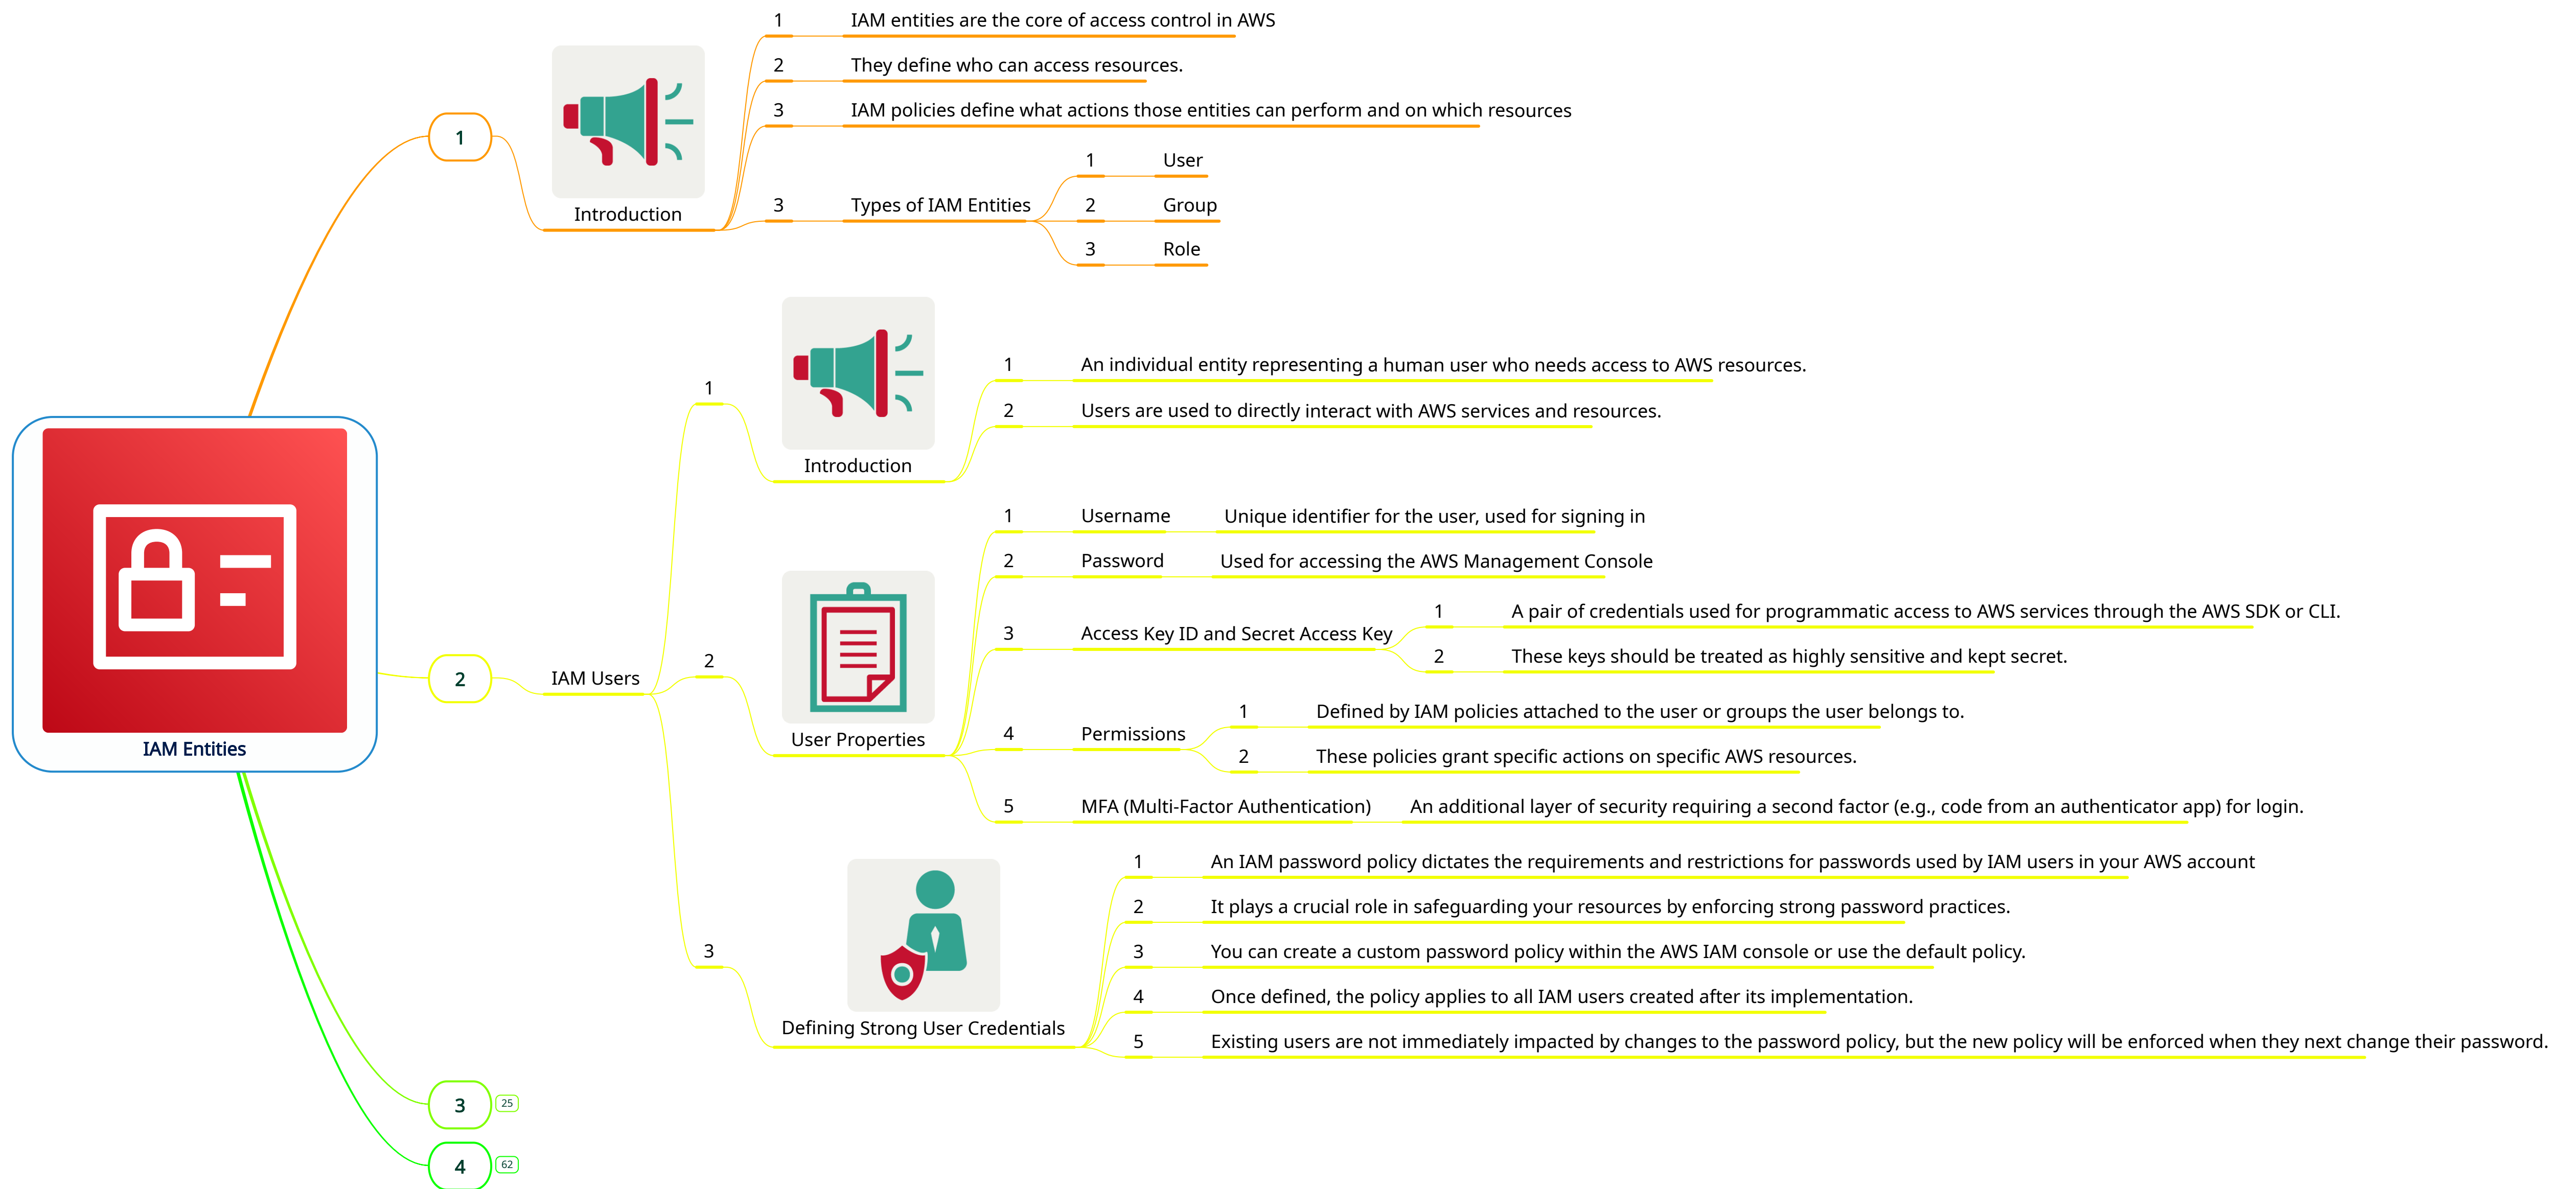 IAM Entities
1
Introduction
1 IAM entities are the core of access control in AWS
2 They define who can access resources.
3 IAM policies define what actions those entities can perform and on which resources
3 Types of IAM Entities
1 User
2 Group
3 Role
2
IAM Users
1
Introduction
1 An individual entity representing a human user who needs access to AWS resources.
2 Users are used to directly interact with AWS services and resources.
2
User Properties
1 Username Unique identifier for the user, used for signing in
2 Password Used for accessing the AWS Management Console
3 Access Key ID and Secret Access Key
1 A pair of credentials used for programmatic access to AWS services through the AWS SDK or CLI.
2 These keys should be treated as highly sensitive and kept secret.
4 Permissions
1 Defined by IAM policies attached to the user or groups the user belongs to.
2 These policies grant specific actions on specific AWS resources.
5 MFA (Multi-Factor Authentication) An additional layer of security requiring a second factor (e.g., code from an authenticator app) for login.
3
Defining Strong User Credentials
1 An IAM password policy dictates the requirements and restrictions for passwords used by IAM users in your AWS account
2 It plays a crucial role in safeguarding your resources by enforcing strong password practices.
3 You can create a custom password policy within the AWS IAM console or use the default policy.
4 Once defined, the policy applies to all IAM users created after its implementation.
5 Existing users are not immediately impacted by changes to the password policy, but the new policy will be enforced when they next change their password.
3 25
4 62